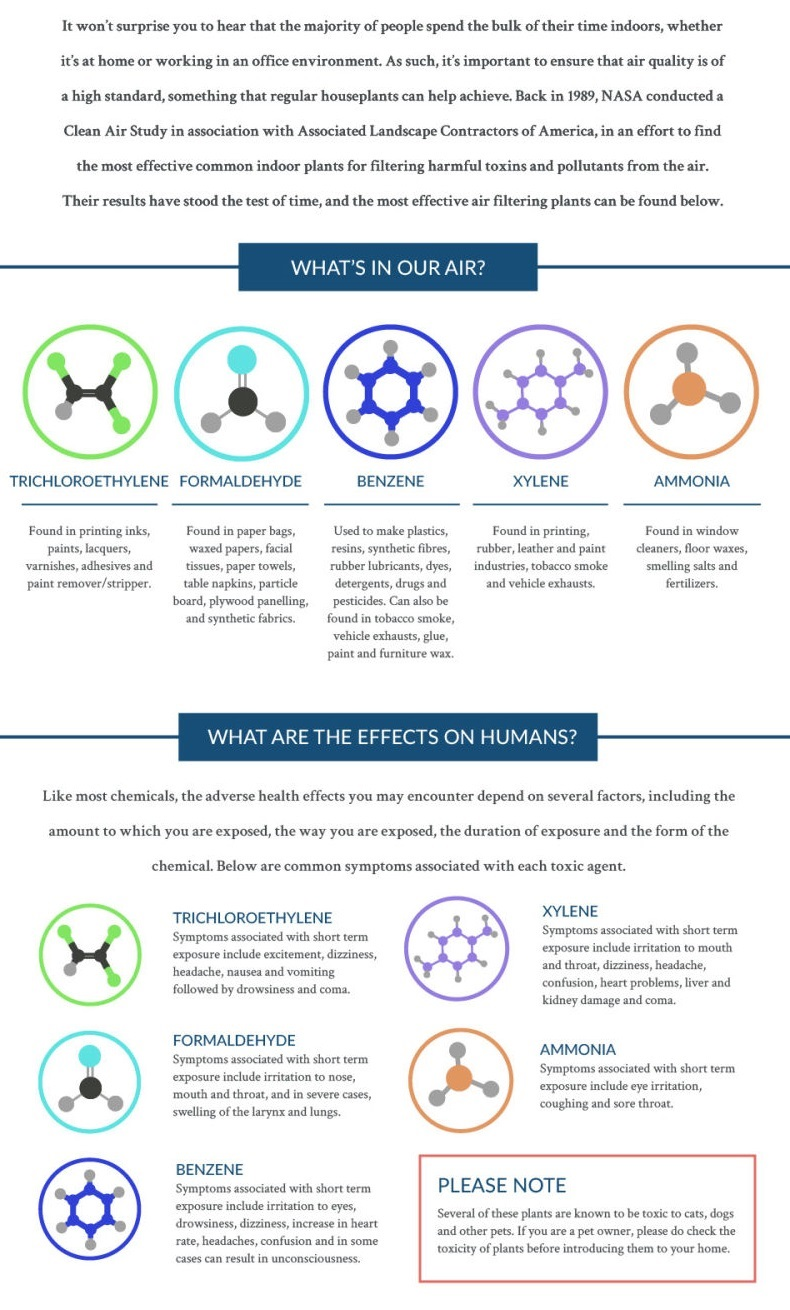 It won't surprise you to hear that the majority of people spend the bulk of their time indoors, whether
it's at home or working in an office environment. As such, it's important to ensure that air quality is of
a high standard, something that regular houseplants can help achieve. Back in 1989, NASA conducted a
Clean Air Study in association with Associated Landscape Contractors of America, in an effort to find
the most effective common indoor plants for filtering harmful toxins and pollutants from the air.
Their results have stood the test of time, and the most effective air filtering plants can be found below.
WHAT'S IN OUR AIR?
TRICHLOROETHYLENE
Found in printing inks,
paints, lacquers,
varnishes, adhesives and
paint remover/stripper.
FORMALDEHYDE
Found in paper bags,
waxed papers, facial
tissues, paper towels,
table napkins, particle
board, plywood panelling,
and synthetic fabrics.
BENZENE
Used to make plastics,
resins, synthetic fibres,
rubber lubricants, dyes,
detergents, drugs and
pesticides. Can also be
found in tobacco smoke,
vehicle exhausts, glue,
paint and furniture wax.
XYLENE
Found in printing,
rubber, leather and paint
industries, tobacco smoke
and vehicle exhausts.
AMMONIA
Found in window
cleaners, floor waxes,
smelling salts and
fertilizers.
WHAT ARE THE EFFECTS ON HUMANS?
Like most chemicals, the adverse health effects you may encounter depend on several factors, including the
amount to which you are exposed, the way you are exposed, the duration of exposure and the form of the
chemical. Below are common symptoms associated with each toxic agent.
TRICHLOROETHYLENE
Symptoms associated with short term
exposure include excitement, dizziness,
headache, nausea and vomiting
followed by drowsiness and coma.
FORMALDEHYDE
Symptoms associated with short term
exposure include irritation to nose,
mouth and throat, and in severe cases,
swelling of the larynx and lungs.
BENZENE
Symptoms associated with short term
exposure include irritation to eyes,
drowsiness, dizziness, increase in heart
rate, headaches, confusion and in some
cases can result in unconsciousness.
XYLENE
Symptoms associated with short term
exposure include irritation to mouth
and throat, dizziness, headache,
confusion, heart problems, liver and
kidney damage and coma.
AMMONIA
Symptoms associated with short term
exposure include eye irritation,
coughing and sore throat.
PLEASE NOTE
Several of these plants are known to be toxic to cats, dogs
and other pets. If you are a pet owner, please do check the
toxicity of plants before introducing them to your home.